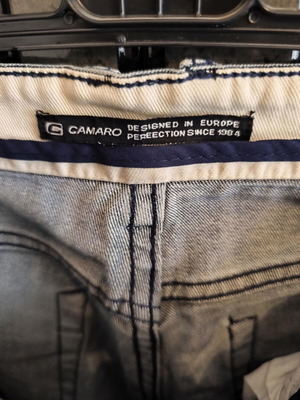 CAMARO DESIGNED IN EUROPE
PERFECTION SINCE 1984